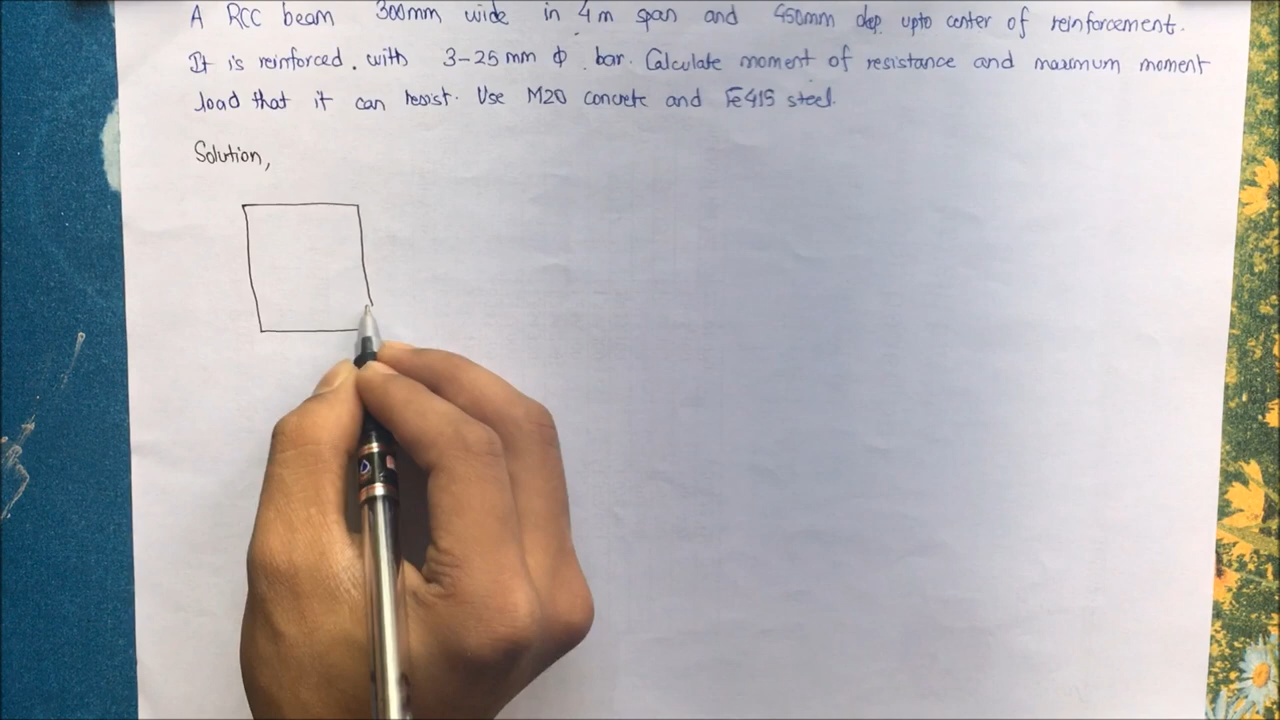 A RCC beam 300mm wide in 4m span and 450mm dep. upto center of reinforcement.
It is reinforced. with 3-25 mm ϕ bar. Calculate moment of resistance and maximum moment
load that it can resist. Use M20 concrete and Fe415 steel.
Solution,